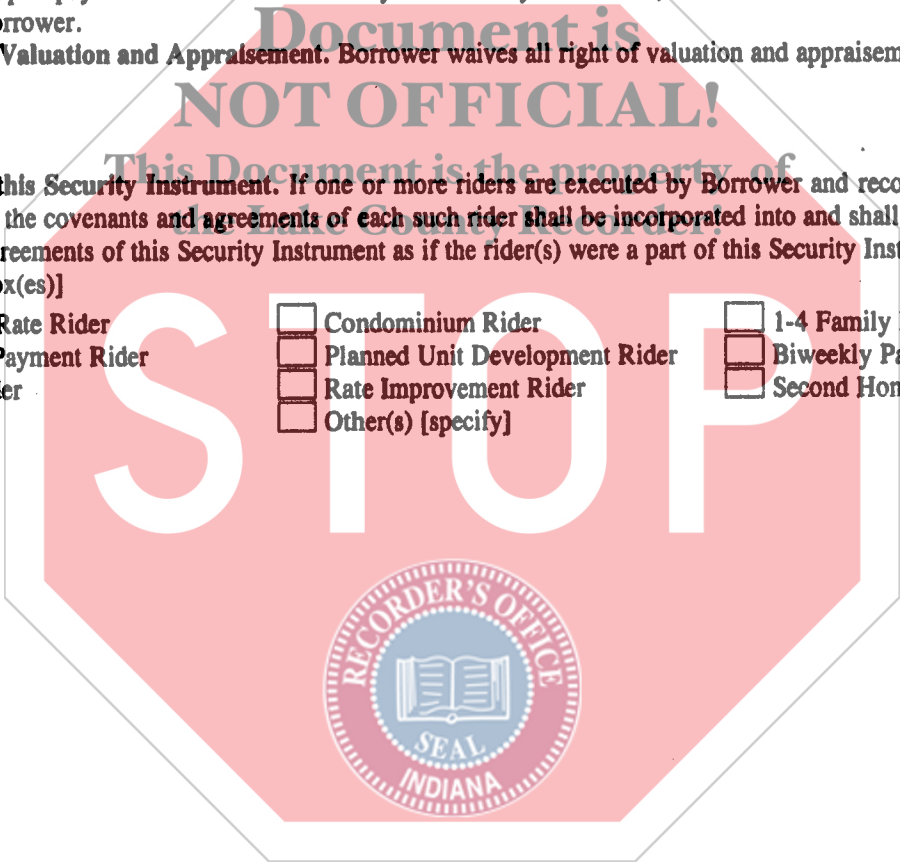 orrower.
Valuation and Appraisement. Borrower waives all right of valuation and appraisem
Document is
NOT OFFICIAL!
This Document is the property of
the Lake County Recorder!
this Security Instrument. If one or more riders are executed by Borrower and reco
the covenants and agreements of each such rider shall be incorporated into and shall
reements of this Security Instrument as if the rider(s) were a part of this Security Inst
x(es)]
Rate Rider Condominium Rider 1-4 Family
Payment Rider Planned Unit Development Rider Biweekly Pa
er Rate Improvement Rider Second Hom
Other(s) [specify]
STOP
RECORDER'S OFFICE
SEAL
INDIANA